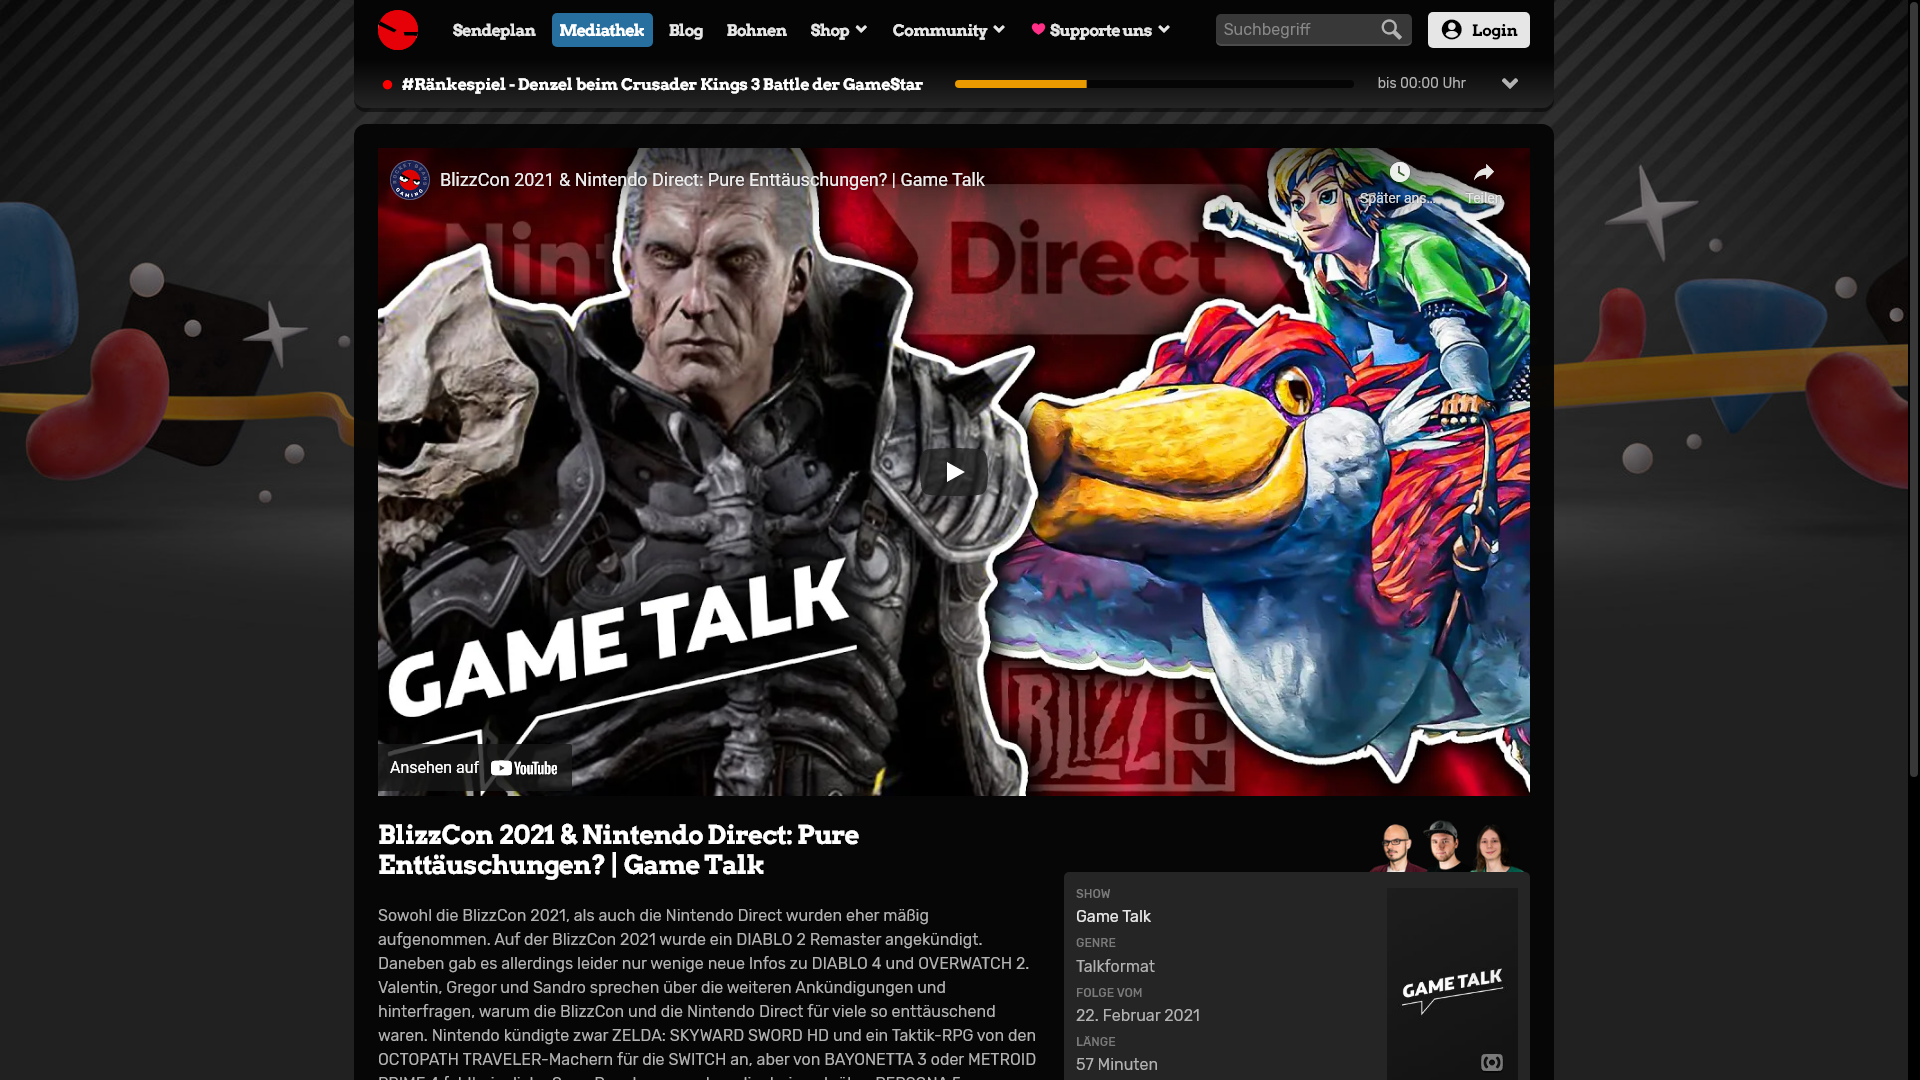 Sendeplan Mediathek Blog Bohnen Shop Community Supporte uns Suchbegriff Login
#Ränkespiel - Denzel beim Crusader Kings 3 Battle der GameStar bis 00:00 Uhr
BlizzCon 2021 & Nintendo Direct: Pure Enttäuschungen? | Game Talk
Später ans... Teilen
Direct
GAME TALK
BLIZZ
CON
Ansehen auf YouTube
BlizzCon 2021 & Nintendo Direct: Pure
Enttäuschungen? | Game Talk
Sowohl die BlizzCon 2021, als auch die Nintendo Direct wurden eher mäßig
aufgenommen. Auf der BlizzCon 2021 wurde ein DIABLO 2 Remaster angekündigt.
Daneben gab es allerdings leider nur wenige neue Infos zu DIABLO 4 und OVERWATCH 2.
Valentin, Gregor und Sandro sprechen über die weiteren Ankündigungen und
hinterfragen, warum die BlizzCon und die Nintendo Direct für viele so enttäuschend
waren. Nintendo kündigte zwar ZELDA: SKYWARD SWORD HD und ein Taktik-RPG von den
OCTOPATH TRAVELER-Machern für die SWITCH an, aber von BAYONETTA 3 oder METROID
SHOW
Game Talk
GENRE
Talkformat
FOLGE VOM
22. Februar 2021
LÄNGE
57 Minuten
GAME TALK